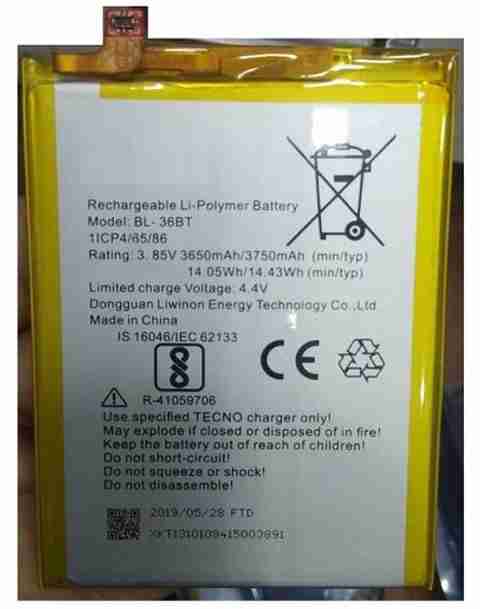 Rechargeable Li-Polymer Battery
Model: BL- 36BT
1ICP4/65/86
Rating: 3. 85V 3650mAh/3750mAh (min/typ)
14.05Wh/14.43Wh (min/typ)
Limited charge Voltage: 4.4V
Dongguan Liwinon Energy Technology Co.,Ltd
Made in China
IS 16046/IEC 62133
CE
R-41059706
Use specified TECNO charger only!
May explode if closed or disposed of in fire!
Keep the battery out of reach of children!
Do not short-circuit!
Do not squeeze or shock!
Do not disassemble!
2019/05/28 FTD
XKT1310109415003891